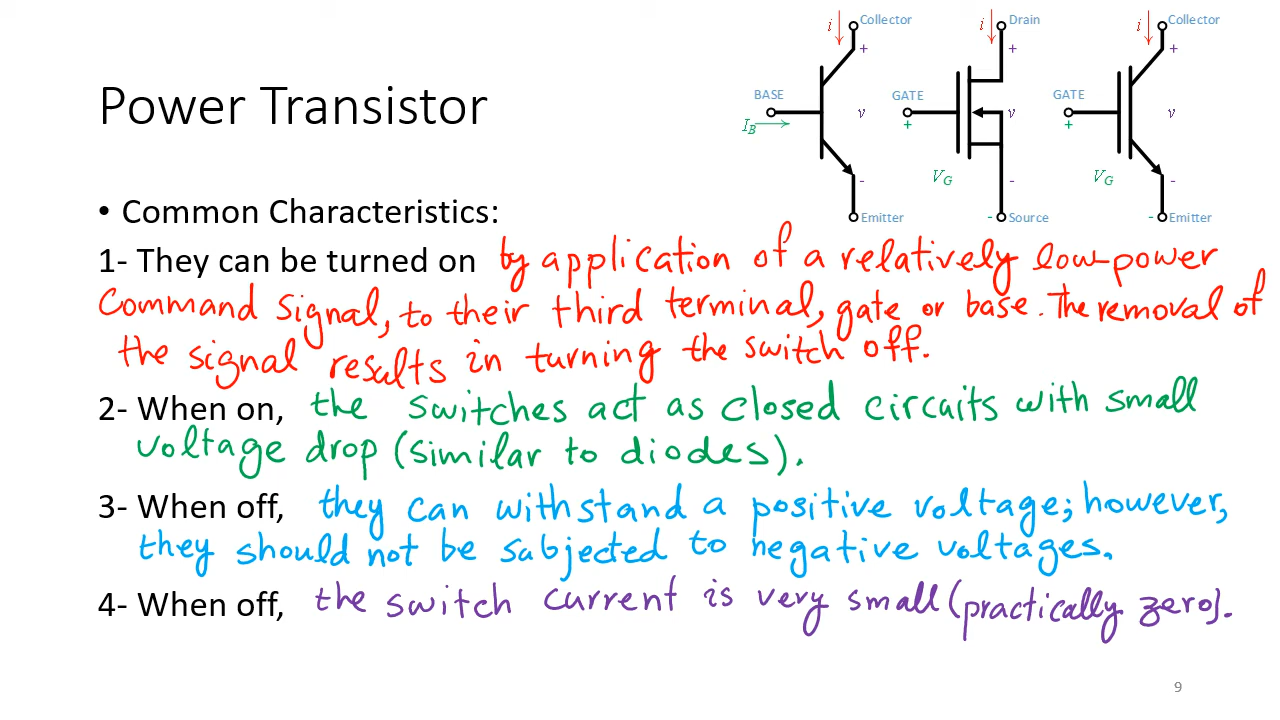 i Collector i Drain i Collector
+ + +
Power Transistor
BASE GATE GATE
v v v
I_B + +
V_G V_G
- - -
Emitter - Source - Emitter
• Common Characteristics:
1- They can be turned on by application of a relatively low-power
Command Signal, to their third terminal, gate or base. The removal of
the signal results in turning the switch off.
2- When on, the switches act as closed circuits with small
voltage drop (similar to diodes).
3- When off, they can withstand a positive voltage; however,
they should not be subjected to negative voltages.
4- When off, the switch current is very small (practically zero).
9